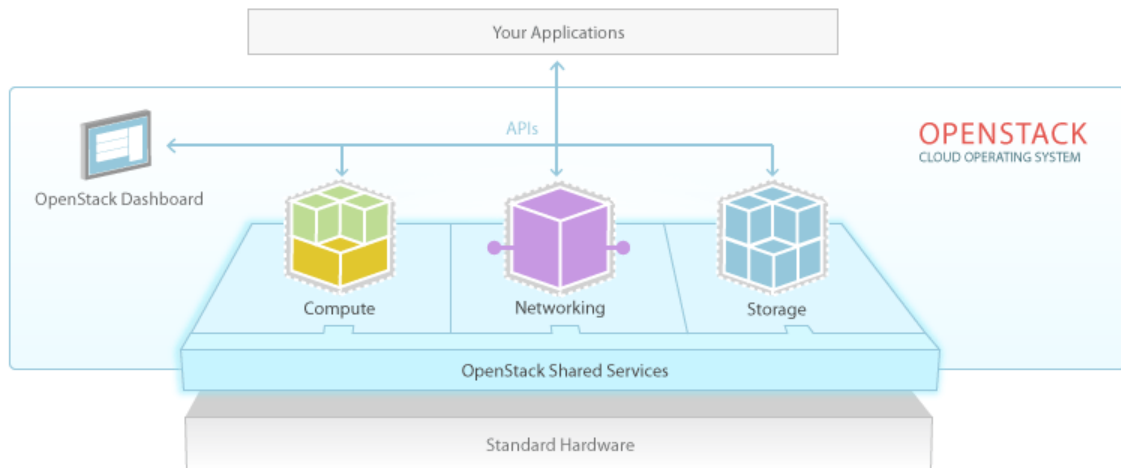 Your Applications
APIs
OPENSTACK
CLOUD OPERATING SYSTEM
OpenStack Dashboard
Compute
Networking
Storage
OpenStack Shared Services
Standard Hardware